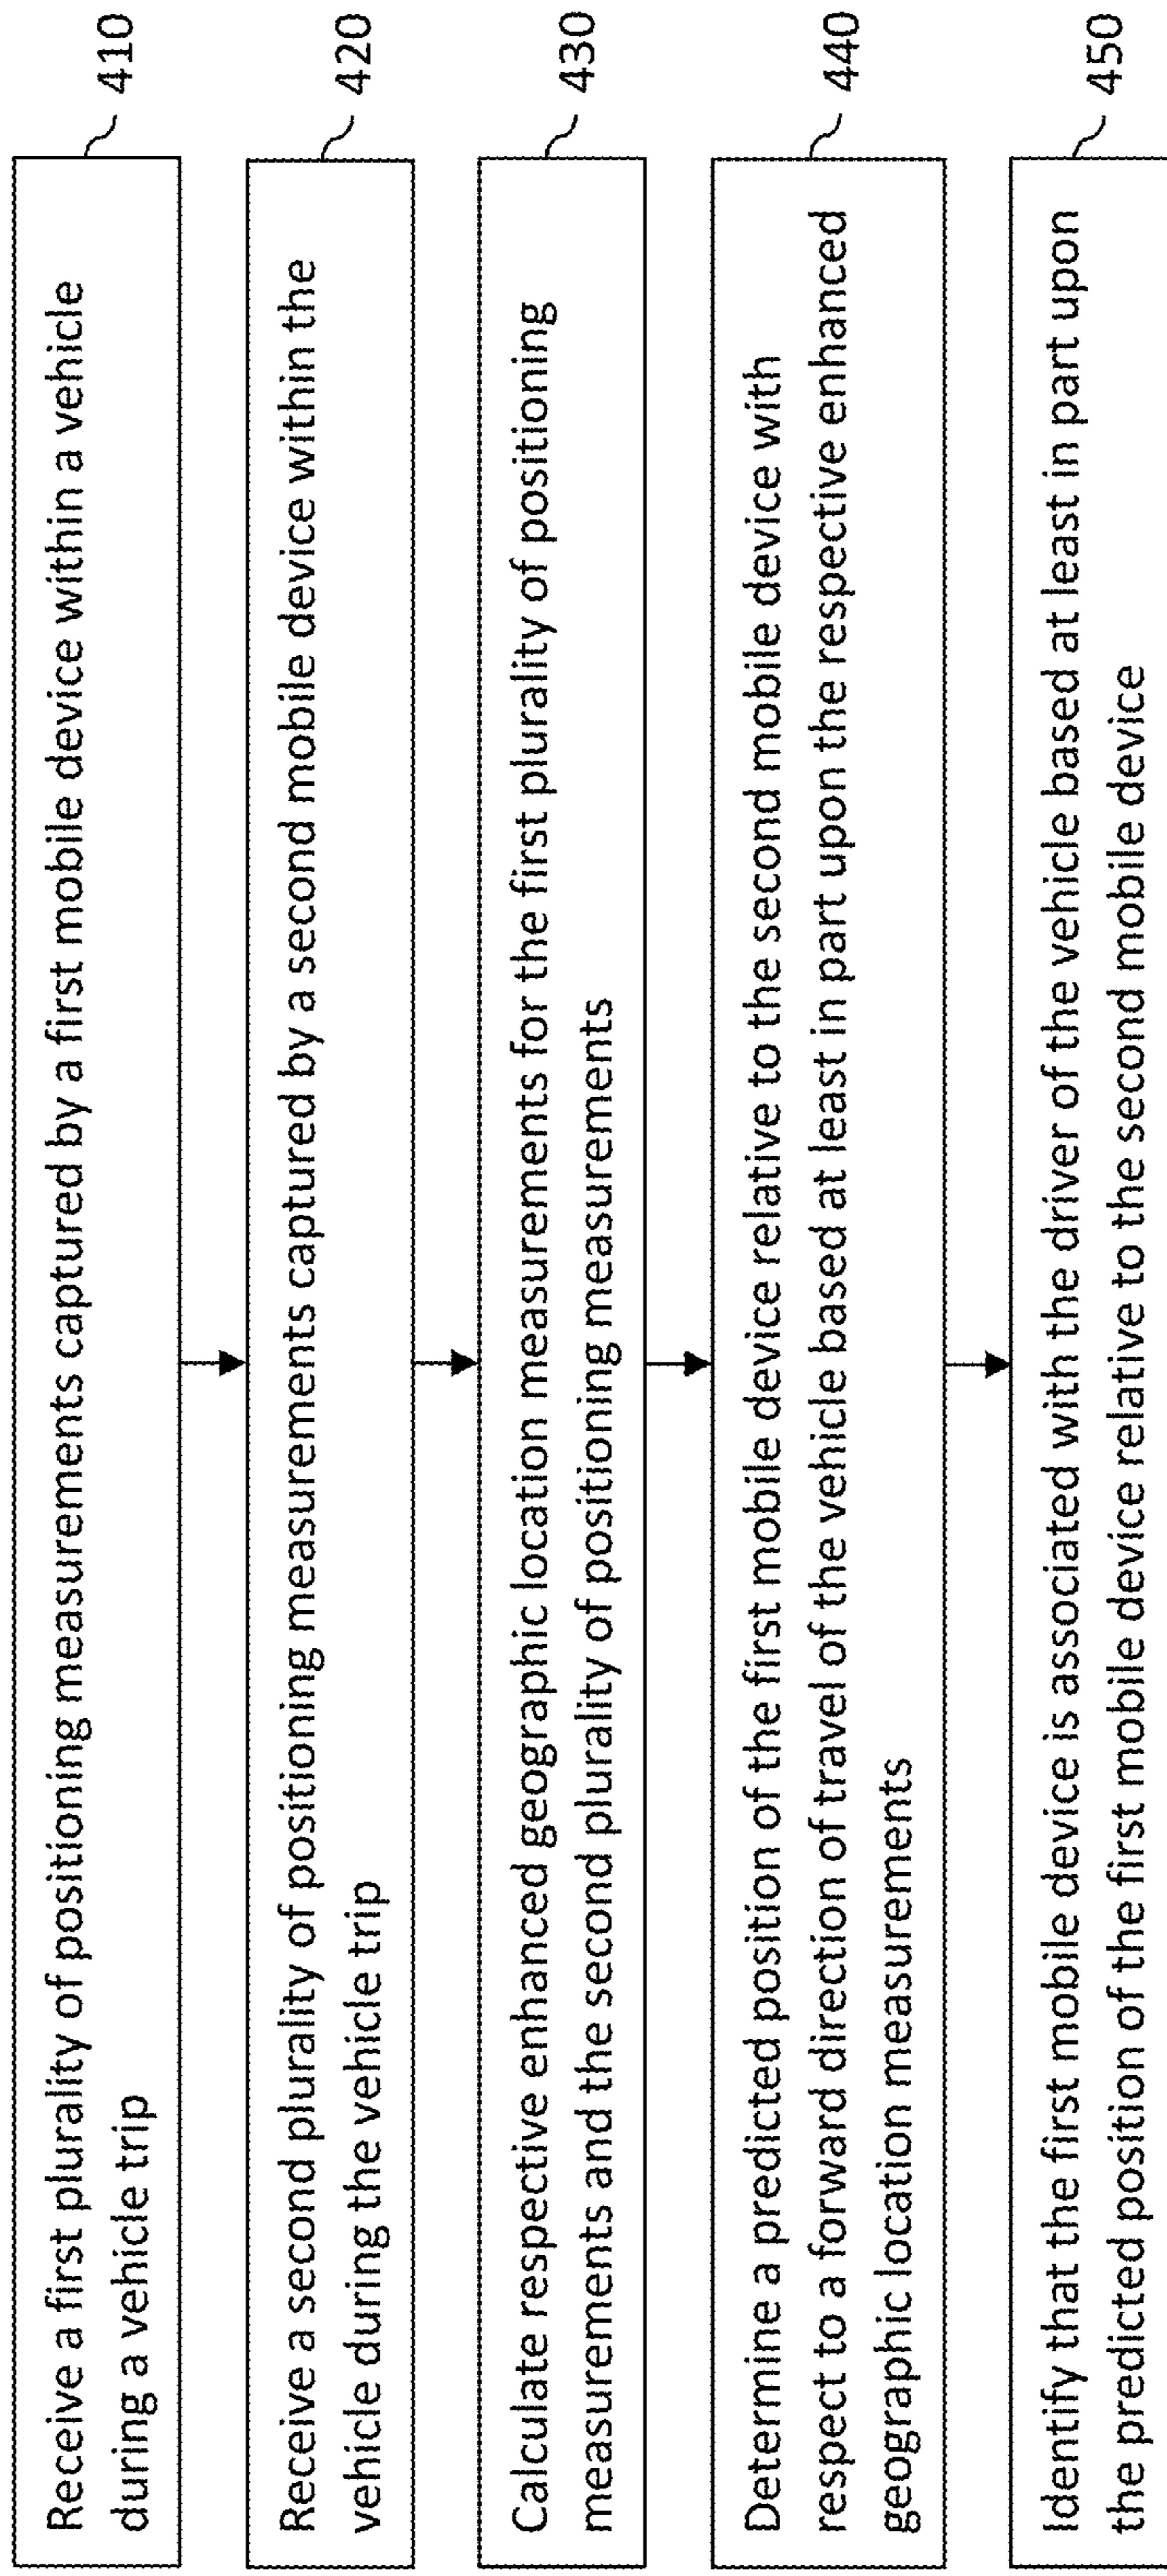 Receive a first plurality of positioning measurements captured by a first mobile device within a vehicle
during a vehicle trip
410
Receive a second plurality of positioning measurements captured by a second mobile device within the
vehicle during the vehicle trip
420
Calculate respective enhanced geographic location measurements for the first plurality of positioning
measurements and the second plurality of positioning measurements
430
Determine a predicted position of the first mobile device relative to the second mobile device with
respect to a forward direction of travel of the vehicle based at least in part upon the respective enhanced
geographic location measurements
440
Identify that the first mobile device is associated with the driver of the vehicle based at least in part upon
the predicted position of the first mobile device relative to the second mobile device
450